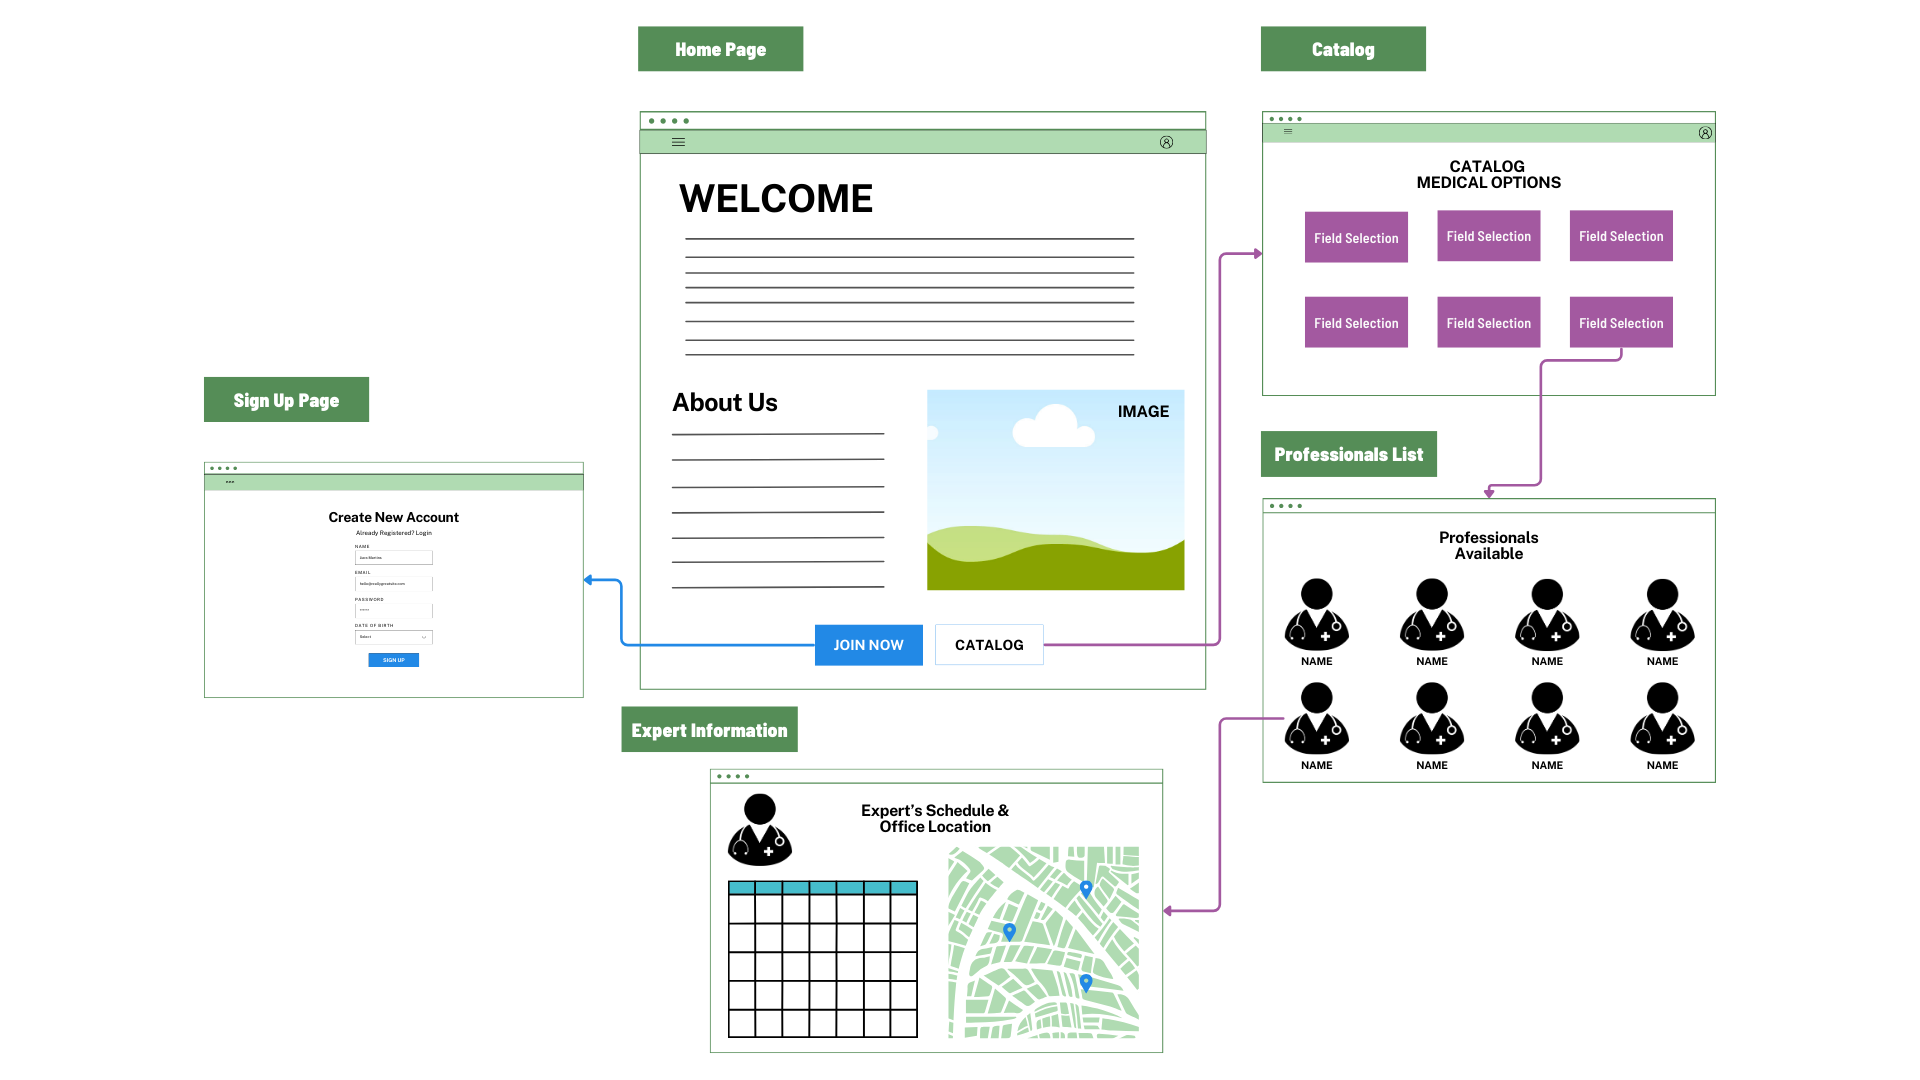 Home Page
Catalog
WELCOME
About Us
IMAGE
JOIN NOW
CATALOG
CATALOG
MEDICAL OPTIONS
Field Selection
Field Selection
Field Selection
Field Selection
Field Selection
Field Selection
Sign Up Page
Create New Account
Already Registered? Login
NAME
EMAIL
hello@reallygreatsite.com
PASSWORD
******
DATE OF BIRTH
Select
SIGN UP
Professionals List
Professionals
Available
NAME
NAME
NAME
NAME
NAME
NAME
NAME
NAME
Expert Information
Expert’s Schedule &
Office Location